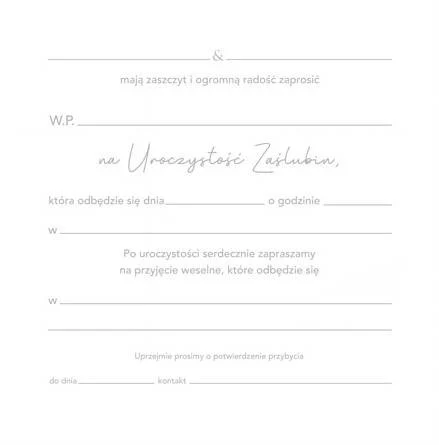 &
mają zaszczyt i ogromną radość zaprosić
W.P.
na Uroczystość Zaślubin,
która odbędzie się dnia o godzinie
w
Po uroczystości serdecznie zapraszamy
na przyjęcie weselne, które odbędzie się
w
Uprzejmie prosimy o potwierdzenie przybycia
do dnia kontakt